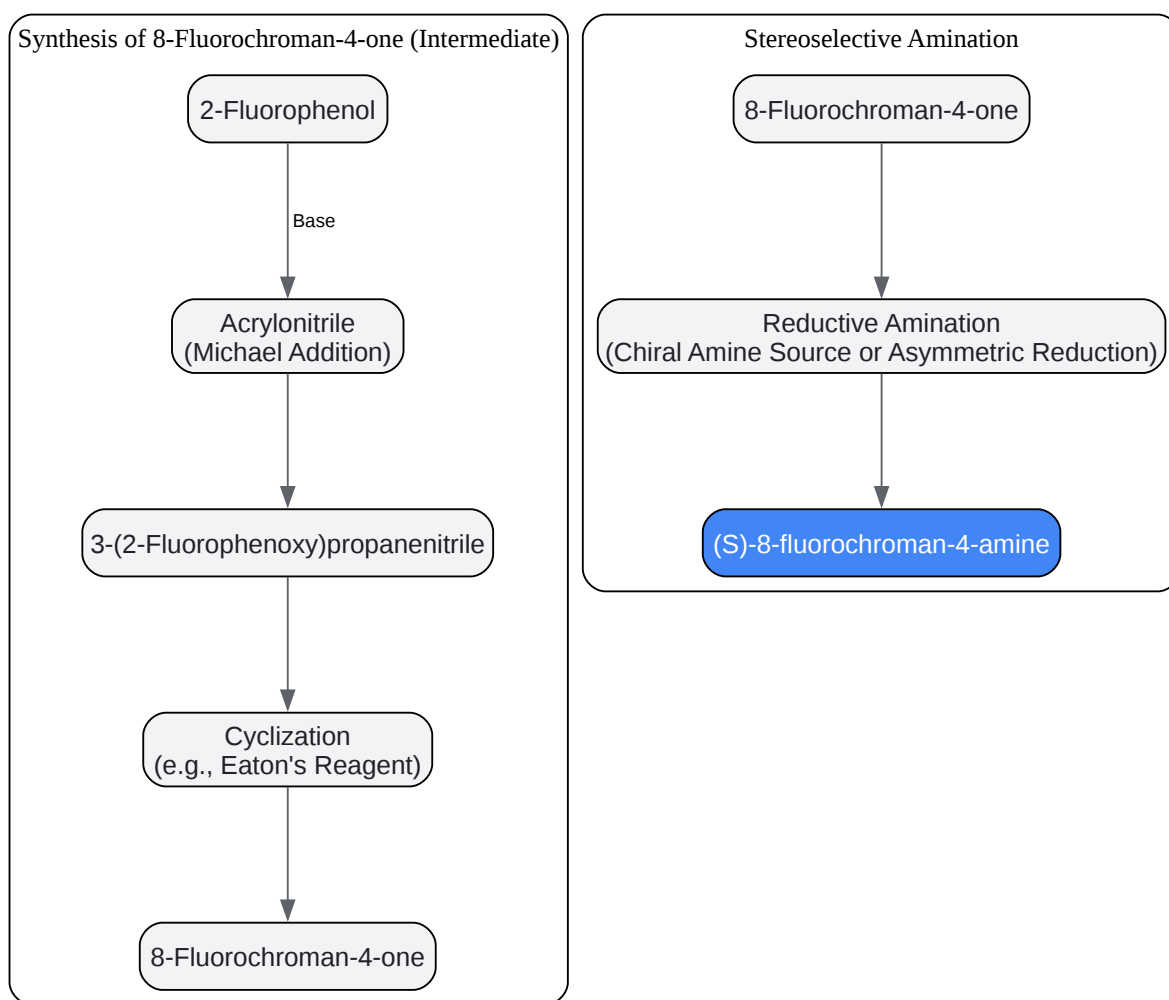 Synthesis of 8-Fluorochroman-4-one (Intermediate)
2-Fluorophenol
Base
Acrylonitrile
(Michael Addition)
3-(2-Fluorophenoxy)propanenitrile
Cyclization
(e.g., Eaton's Reagent)
8-Fluorochroman-4-one
Stereoselective Amination
8-Fluorochroman-4-one
Reductive Amination
(Chiral Amine Source or Asymmetric Reduction)
(S)-8-fluorochroman-4-amine